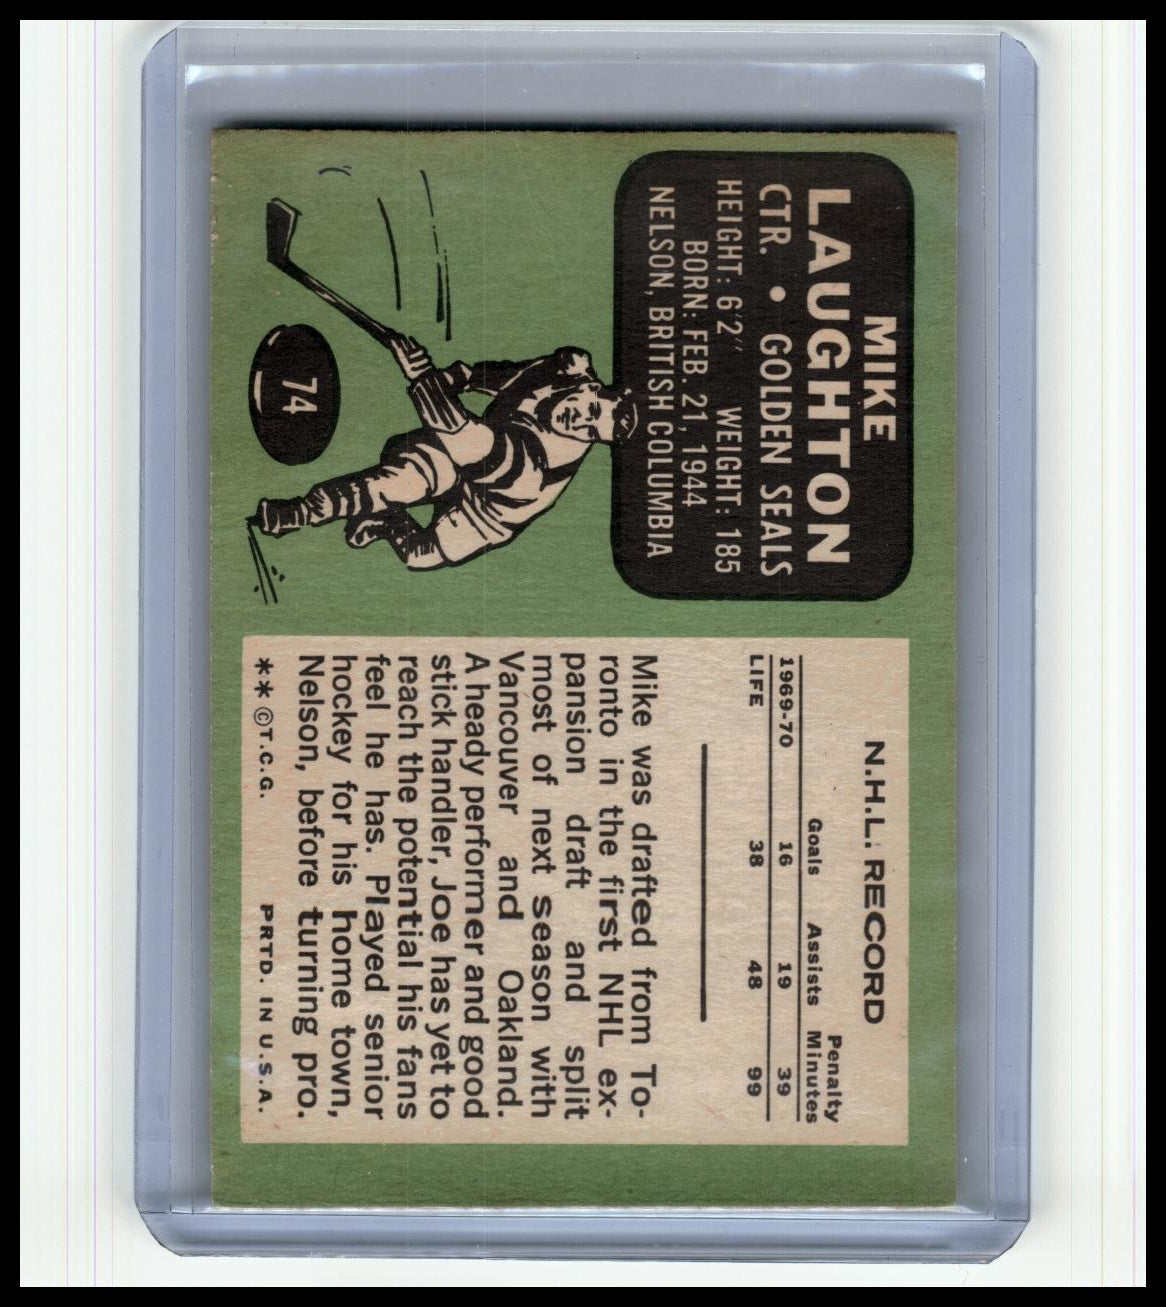 MIKE
LAUGHTON
CTR. • GOLDEN SEALS
HEIGHT: 6'2" WEIGHT: 185
BORN: FEB. 21, 1944
NELSON, BRITISH COLUMBIA
74
N.H.L. RECORD
Goals Assists Penalty Minutes
1969-70 16 19 39
LIFE 38 48 99
Mike was drafted from To-
ronto in the first NHL ex-
pansion draft and split
most of next season with
Vancouver and Oakland.
A heady performer and good
stick handler, Joe has yet to
reach the potential his fans
feel he has. Played senior
hockey for his home town,
Nelson, before turning pro.
** © T.C.G. PRTD. IN U.S.A.